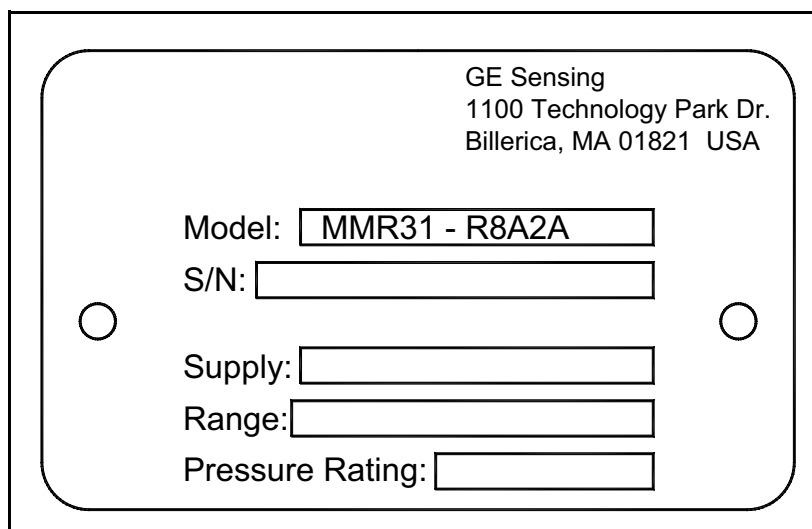 GE Sensing
1100 Technology Park Dr.
Billerica, MA 01821 USA
Model: MMR31 - R8A2A
S/N:
Supply:
Range:
Pressure Rating: